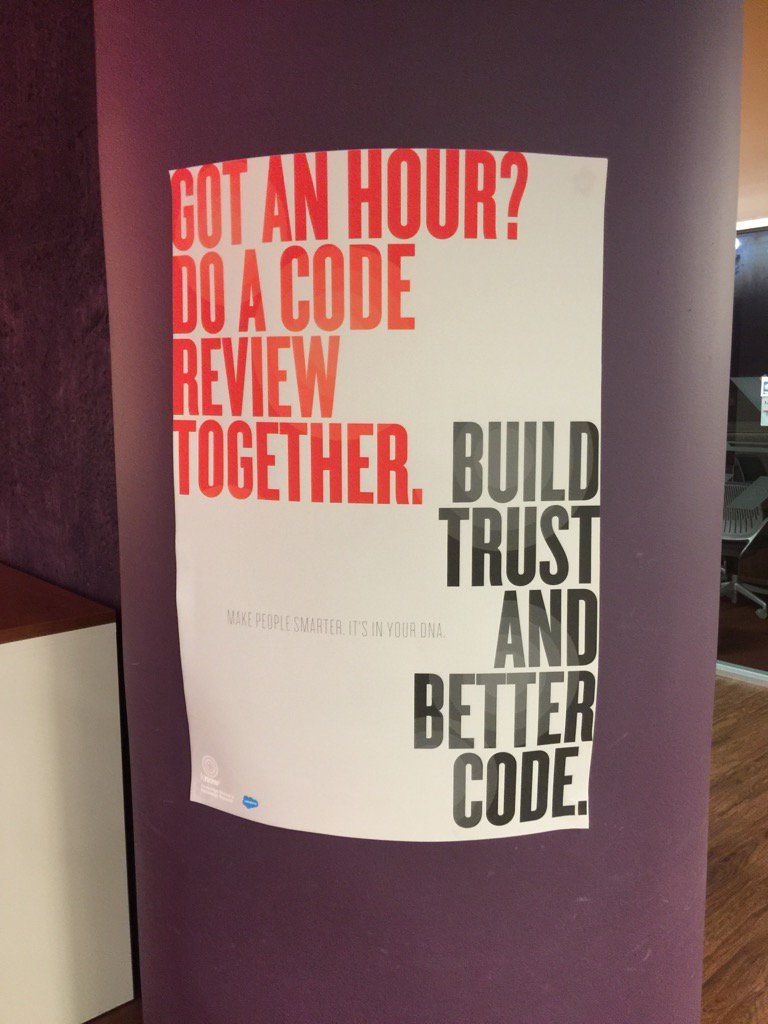 GOT AN HOUR?
DO A CODE
REVIEW
TOGETHER.
BUILD
TRUST
AND
BETTER
CODE.
MAKE PEOPLE SMARTER. IT'S IN YOUR DNA.